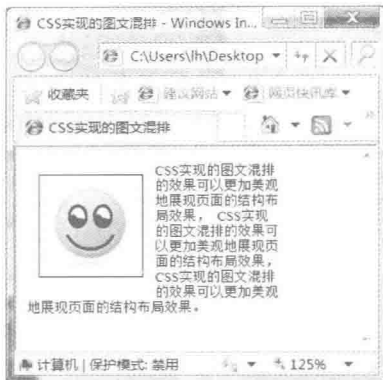 CSS实现的图文混排 - Windows In...
C:\Users\lh\Desktop
收藏夹 建议网站 网页快讯库
CSS实现的图文混排
CSS实现的图文混排
的效果可以更加美观
地展现页面的结构布
局效果， CSS实现
的图文混排的效果可
以更加美观地展现页
面的结构布局效果，
CSS实现的图文混排
的效果可以更加美观
地展现页面的结构布局效果。
计算机 | 保护模式: 禁用 125%